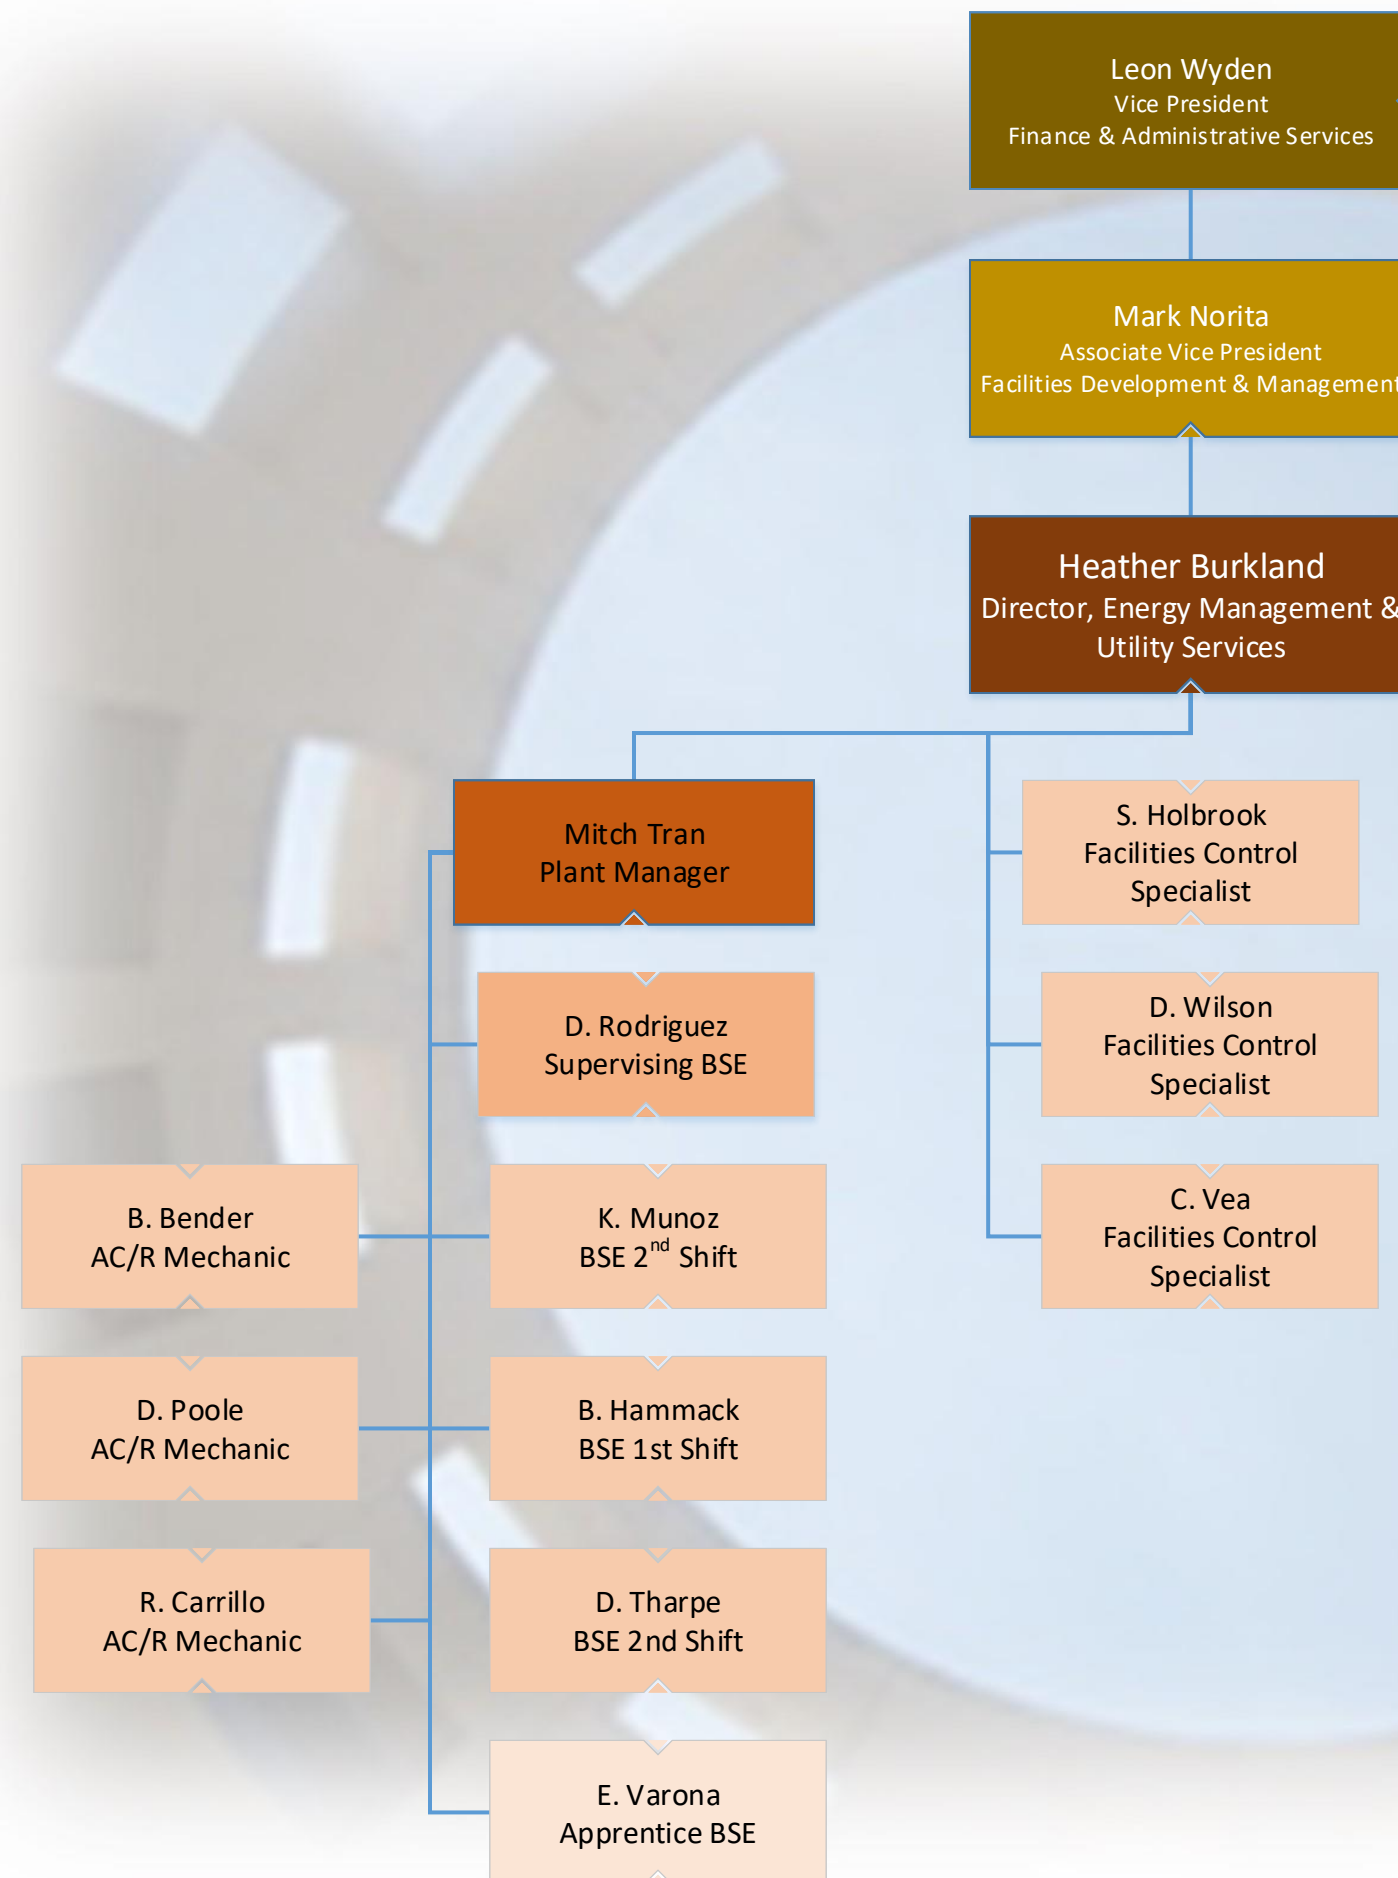 Leon Wyden
Vice President
Finance & Administrative Services
Mark Norita
Associate Vice President
Facilities Development & Management
Heather Burkland
Director, Energy Management &
Utility Services
Mitch Tran
Plant Manager
S. Holbrook
Facilities Control
Specialist
D. Rodriguez
Supervising BSE
D. Wilson
Facilities Control
Specialist
B. Bender
AC/R Mechanic
K. Munoz
BSE 2nd Shift
C. Vea
Facilities Control
Specialist
D. Poole
AC/R Mechanic
B. Hammack
BSE 1st Shift
R. Carrillo
AC/R Mechanic
D. Tharpe
BSE 2nd Shift
E. Varona
Apprentice BSE